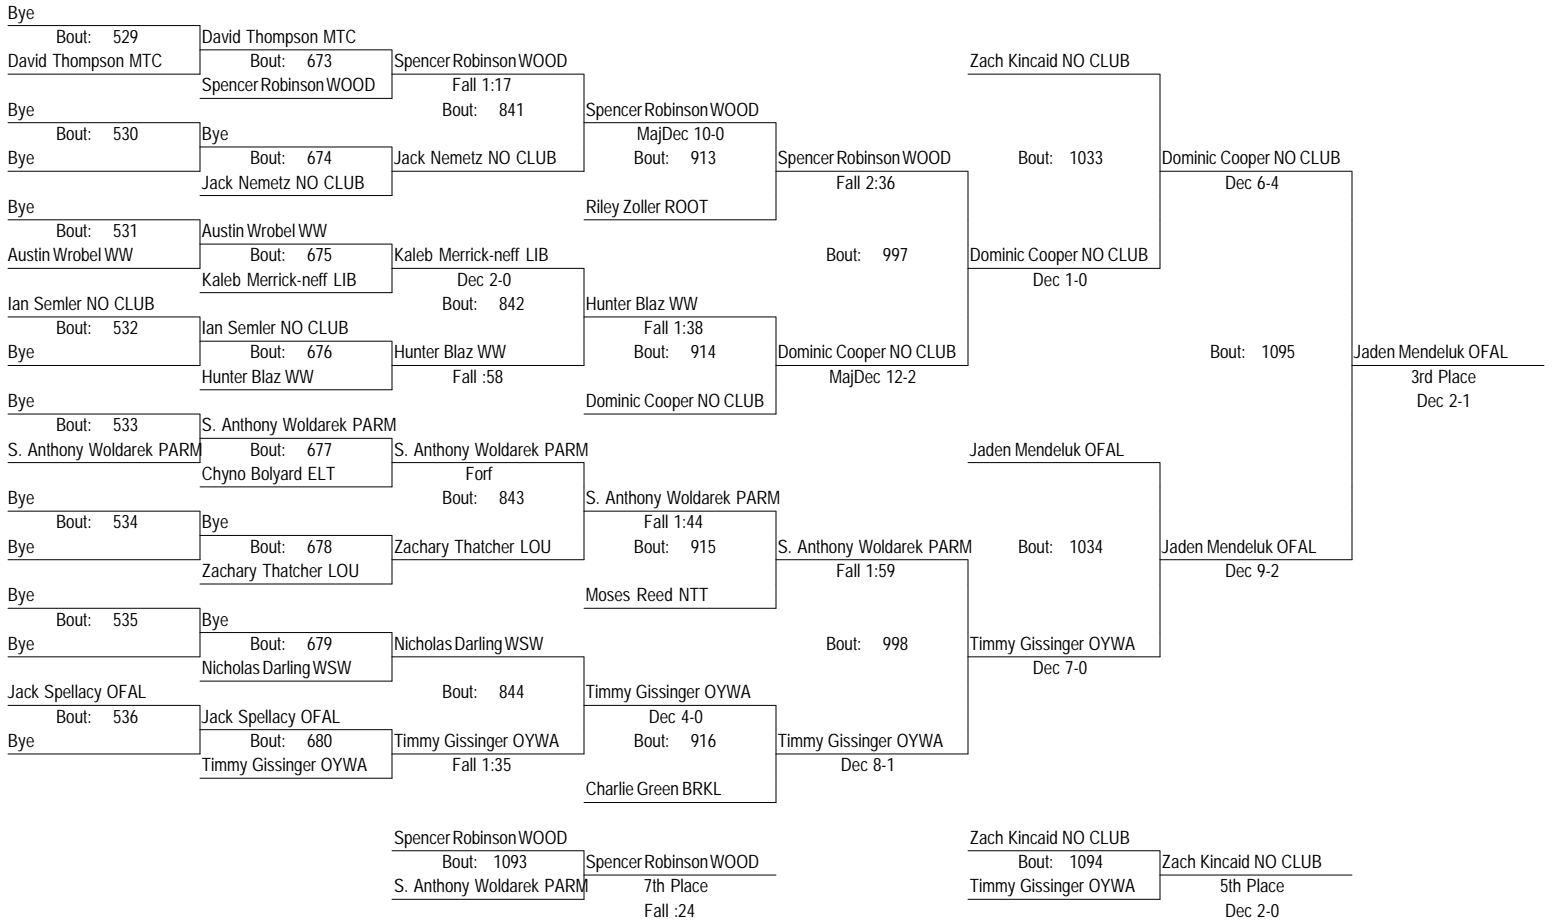 Bye
Bout: 529
David Thompson MTC
David Thompson MTC
Bout: 673
Spencer Robinson WOOD
Spencer Robinson WOOD
Fall 1:17
Bout: 841
Zach Kincaid NO CLUB
Bye
Bout: 530
Bye
Bye
Bout: 674
Jack Nemetz NO CLUB
Jack Nemetz NO CLUB
Spencer Robinson WOOD
MajDec 10-0
Bout: 913
Riley Zoller ROOT
Spencer Robinson WOOD
Fall 2:36
Bout: 1033
Dominic Cooper NO CLUB
Dec 6-4
Bye
Bout: 531
Austin Wrobel WW
Austin Wrobel WW
Bout: 675
Kaleb Merrick-neff LIB
Kaleb Merrick-neff LIB
Dec 2-0
Bout: 842
Bout: 997
Dominic Cooper NO CLUB
Dec 1-0
Ian Semler NO CLUB
Bout: 532
Bye
Ian Semler NO CLUB
Bout: 676
Hunter Blaz WW
Hunter Blaz WW
Fall :58
Hunter Blaz WW
Fall 1:38
Bout: 914
Dominic Cooper NO CLUB
Dominic Cooper NO CLUB
MajDec 12-2
Bout: 1095
Jaden Mendeluk OFAL
3rd Place
Dec 2-1
Bye
Bout: 533
S. Anthony Woldarek PARM
S. Anthony Woldarek PARM
Bout: 677
Chyno Bolyard ELT
S. Anthony Woldarek PARM
Forf
Bout: 843
Jaden Mendeluk OFAL
Bye
Bout: 534
Bye
Bye
Bout: 678
Zachary Thatcher LOU
Zachary Thatcher LOU
S. Anthony Woldarek PARM
Fall 1:44
Bout: 915
Moses Reed NTT
S. Anthony Woldarek PARM
Fall 1:59
Bout: 1034
Jaden Mendeluk OFAL
Dec 9-2
Bye
Bout: 535
Bye
Bye
Bout: 679
Nicholas Darling WSW
Nicholas Darling WSW
Bout: 844
Bout: 998
Timmy Gissinger OYWA
Dec 7-0
Jack Spellacy OFAL
Bout: 536
Bye
Jack Spellacy OFAL
Bout: 680
Timmy Gissinger OYWA
Timmy Gissinger OYWA
Fall 1:35
Timmy Gissinger OYWA
Dec 4-0
Bout: 916
Charlie Green BRKL
Timmy Gissinger OYWA
Dec 8-1
Spencer Robinson WOOD
Bout: 1093
S. Anthony Woldarek PARM
Spencer Robinson WOOD
7th Place
Fall :24
Zach Kincaid NO CLUB
Bout: 1094
Timmy Gissinger OYWA
Zach Kincaid NO CLUB
5th Place
Dec 2-0